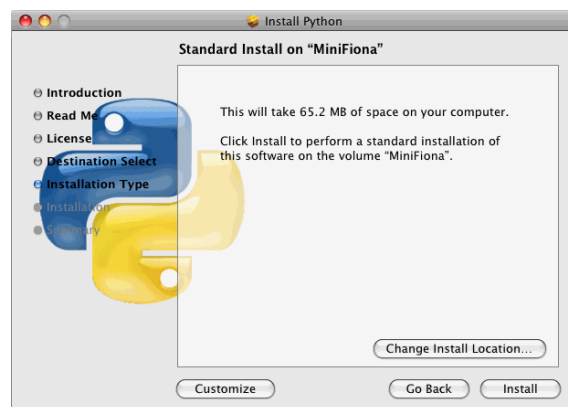 Install Python
Standard Install on “MiniFiona”
Introduction
Read Me
License
Destination Select
Installation Type
Installation
Summary
This will take 65.2 MB of space on your computer.
Click Install to perform a standard installation of
this software on the volume “MiniFiona”.
Change Install Location...
Customize
Go Back
Install